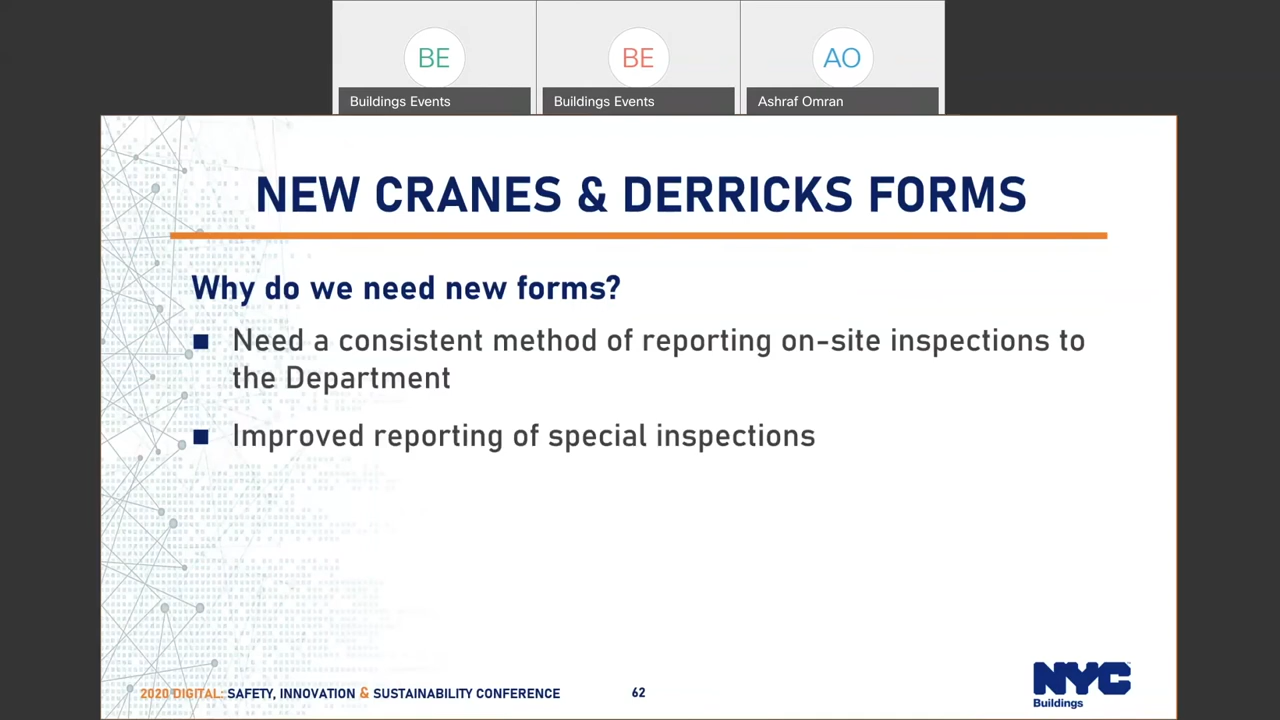 BE
BE
AO
Buildings Events
Buildings Events
Ashraf Omran
NEW CRANES & DERRICKS FORMS
Why do we need new forms?
Need a consistent method of reporting on-site inspections to
the Department
Improved reporting of special inspections
2020 DIGITAL: SAFETY, INNOVATION & SUSTAINABILITY CONFERENCE
62
NYC
Buildings